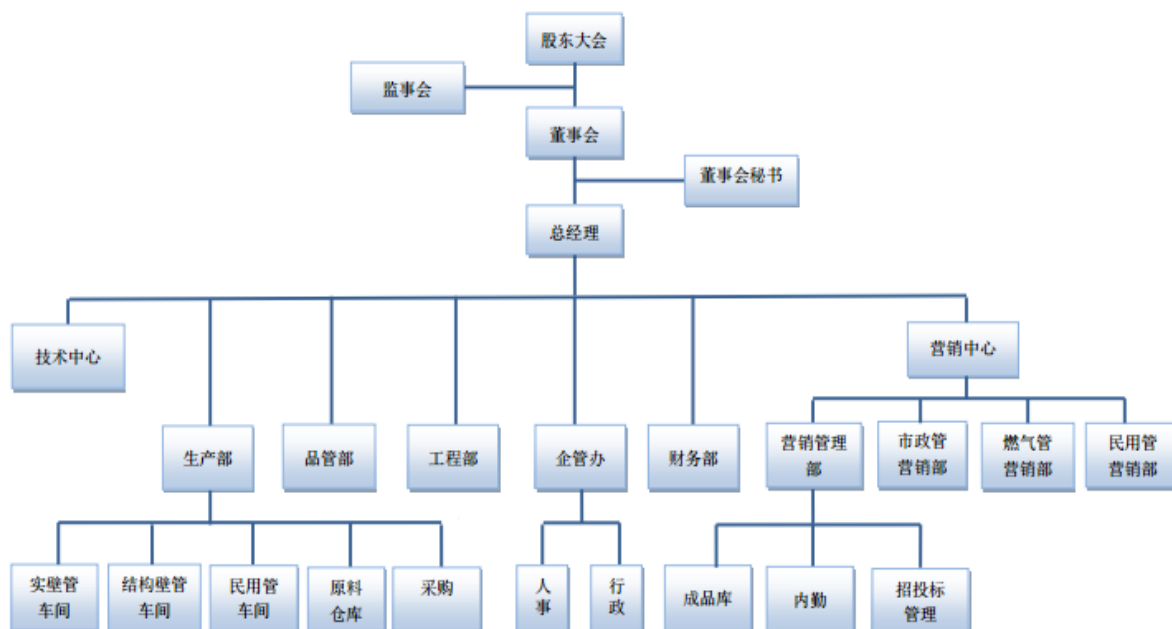 股东大会
监事会
董事会
董事会秘书
总经理
技术中心
营销中心
生产部
品管部
工程部
企管办
财务部
营销管理
部
市政管
营销部
燃气管
营销部
民用管
营销部
实壁管
车间
结构壁管
车间
民用管
车间
原料
仓库
采购
人
事
行
政
成品库
内勤
招投标
管理